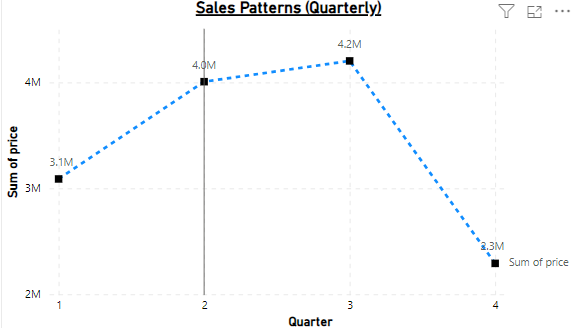 Sales Patterns (Quarterly)
4.2M
4.0M
4M
3.1M
3M
2.3M
Sum of price
2M
1 2 3 4
Quarter
Sum of price